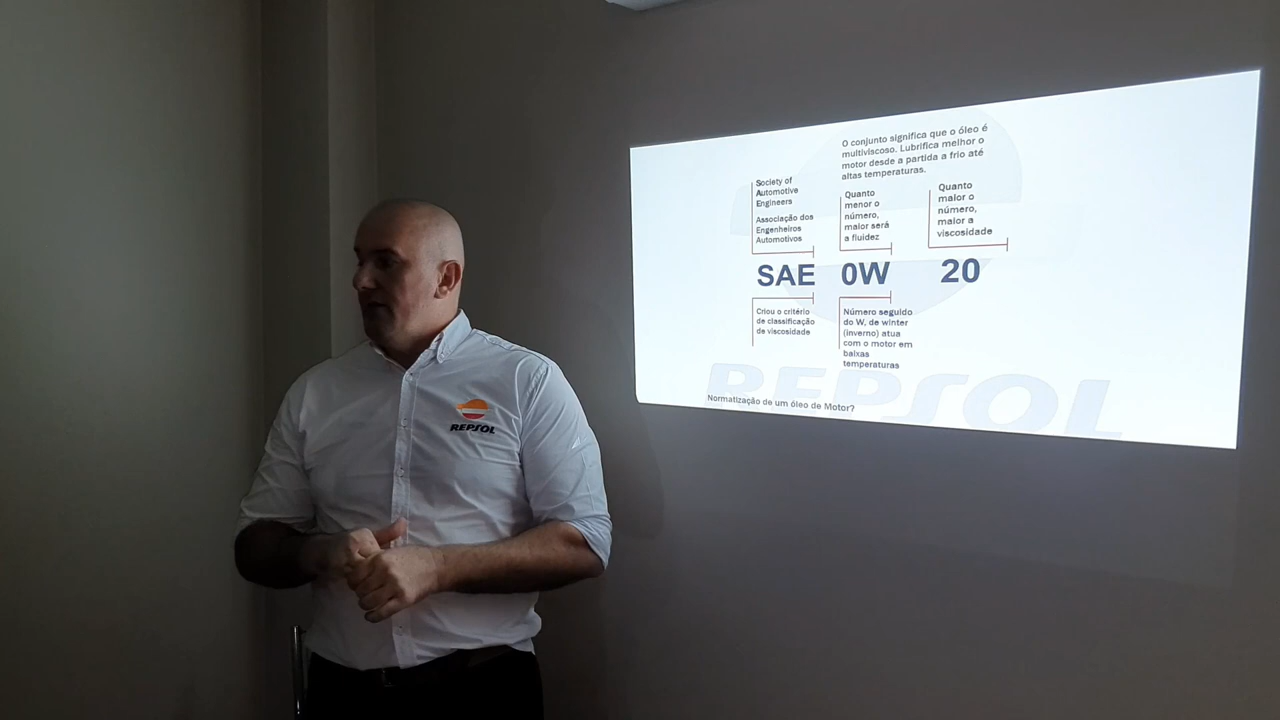 O conjunto significa que o óleo é
multiviscoso. Lubrifica melhor o
motor desde a partida a frio até
altas temperaturas.
Society of
Automotive
Engineers
Associação dos
Engenheiros
Automotivos
Quanto
menor o
número,
maior será
a fluidez
Quanto
maior o
número,
maior a
viscosidade
SAE 0W 20
Criou o critério
de classificação
de viscosidade
Número seguido
do W, de winter
(inverno) atua
com o motor em
baixas
temperaturas
REPSOL
Normatização de um óleo de Motor?
REPSOL